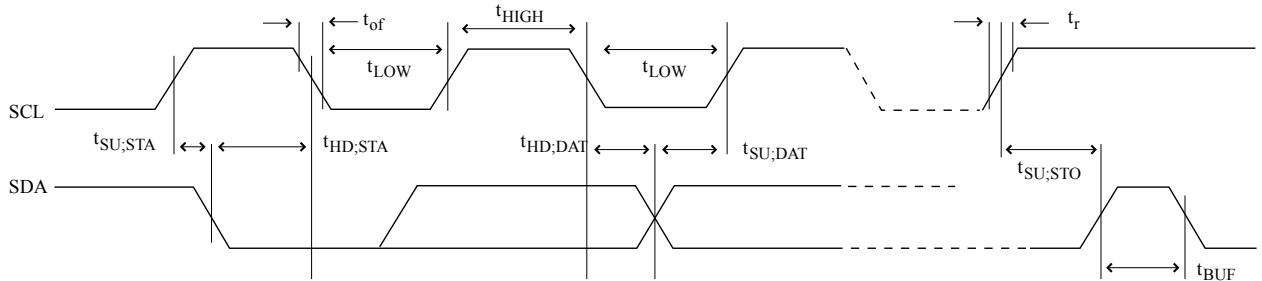 t_of
t_HIGH
t_r
t_LOW
t_LOW
SCL
t_SU;STA
t_HD;STA
t_HD;DAT
t_SU;DAT
t_SU;STO
SDA
t_BUF